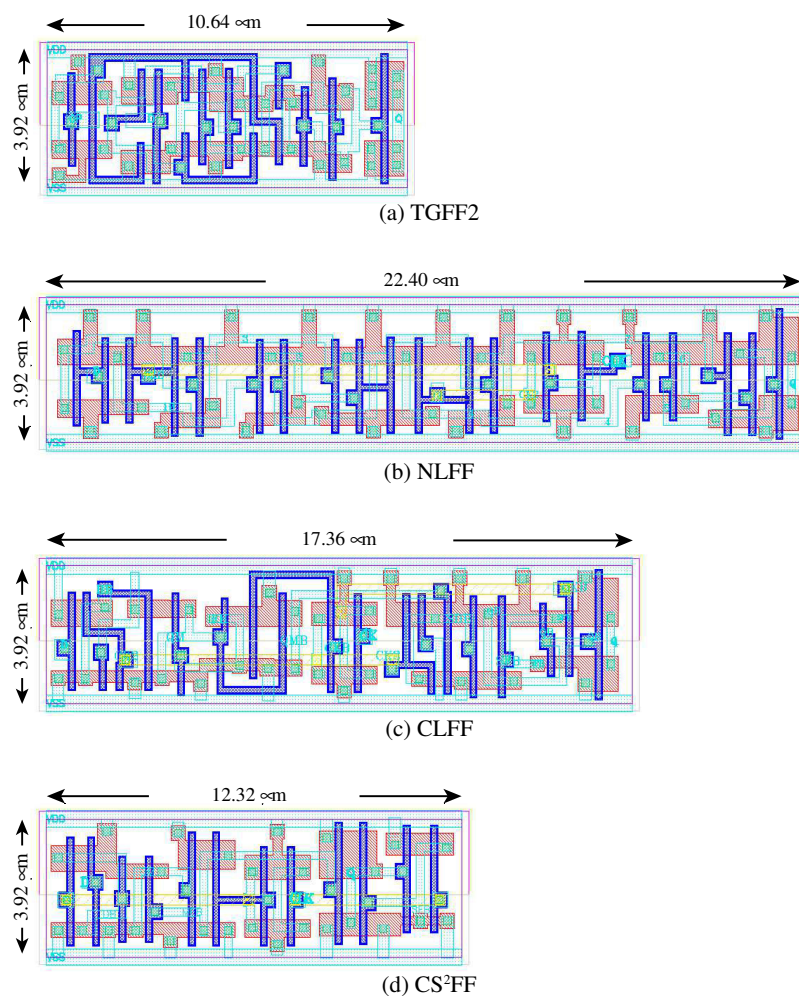 10.64 ∝m
3.92 ∝m
VDD
Q
VSS
(a) TGFF2
22.40 ∝m
3.92 ∝m
VDD
4
VSS
(b) NLFF
17.36 ∝m
3.92 ∝m
VDD
Q
VSS
(c) CLFF
12.32 ∝m
3.92 ∝m
VDD
VSS
(d) CS²FF